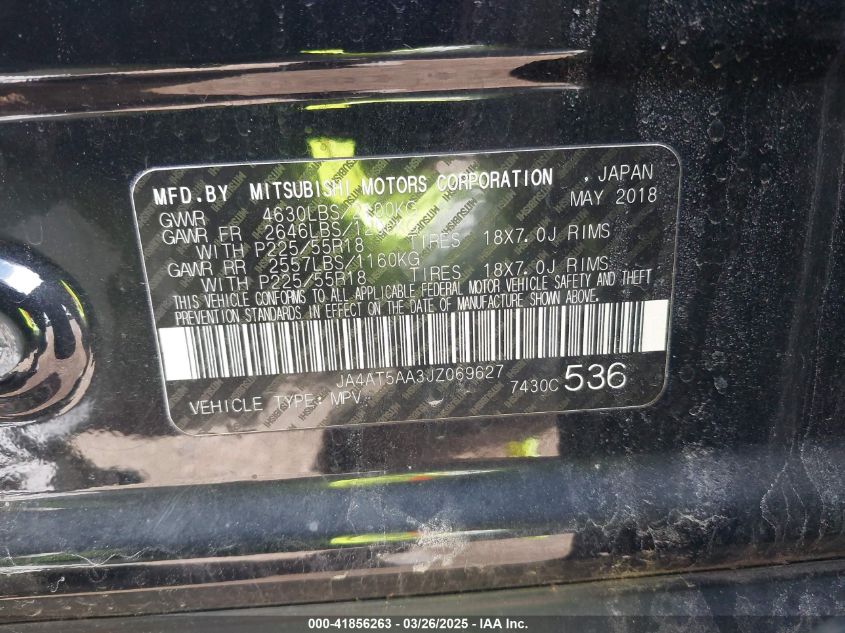 MFD.BY MITSUBISHI MOTORS CORPORATION , JAPAN
GVWR 4630LBS MAY 2018
GAWR FR 2646LBS
WITH P225/55R18 TIRES 18X7.0J RIMS
GAWR RR 2557LBS/1160KG
WITH P225/55R18 TIRES 18X7.0J RIMS
THIS VEHICLE CONFORMS TO ALL APPLICABLE FEDERAL MOTOR VEHICLE SAFETY AND THEFT
PREVENTION STANDARDS IN EFFECT ON THE DATE OF MANUFACTURE SHOWN ABOVE.
JA4AT5AA3JZ069627
VEHICLE TYPE: MPV 7430C 536
000-41856263 - 03/26/2025 - © IAA, Inc.